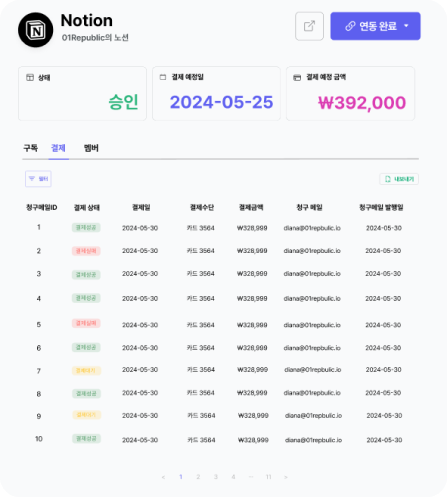 Notion
01Republic의 노션
연동 완료
상태
승인
결제 예정일
2024-05-25
결제 예정 금액
₩392,000
구독 결제 멤버
필터 내보내기
청구메일ID 결제 상태 결제일 결제수단 결제금액 청구 메일 청구메일 발행일
1 결제성공 2024-05-30 카드 3564 ₩328,999 diana@01repbulic.io 2024-05-30
2 결제실패 2024-05-30 카드 3564 ₩328,999 diana@01repbulic.io 2024-05-30
3 결제성공 2024-05-30 카드 3564 ₩328,999 diana@01repbulic.io 2024-05-30
4 결제성공 2024-05-30 카드 3564 ₩328,999 diana@01repbulic.io 2024-05-30
5 결제실패 2024-05-30 카드 3564 ₩328,999 diana@01repbulic.io 2024-05-30
6 결제성공 2024-05-30 카드 3564 ₩328,999 diana@01repbulic.io 2024-05-30
7 결제대기 2024-05-30 카드 3564 ₩328,999 diana@01repbulic.io 2024-05-30
8 결제성공 2024-05-30 카드 3564 ₩328,999 diana@01repbulic.io 2024-05-30
9 결제대기 2024-05-30 카드 3564 ₩328,999 diana@01repbulic.io 2024-05-30
10 결제성공 2024-05-30 카드 3564 ₩328,999 diana@01repbulic.io 2024-05-30
< 1 2 3 4 ... 11 >